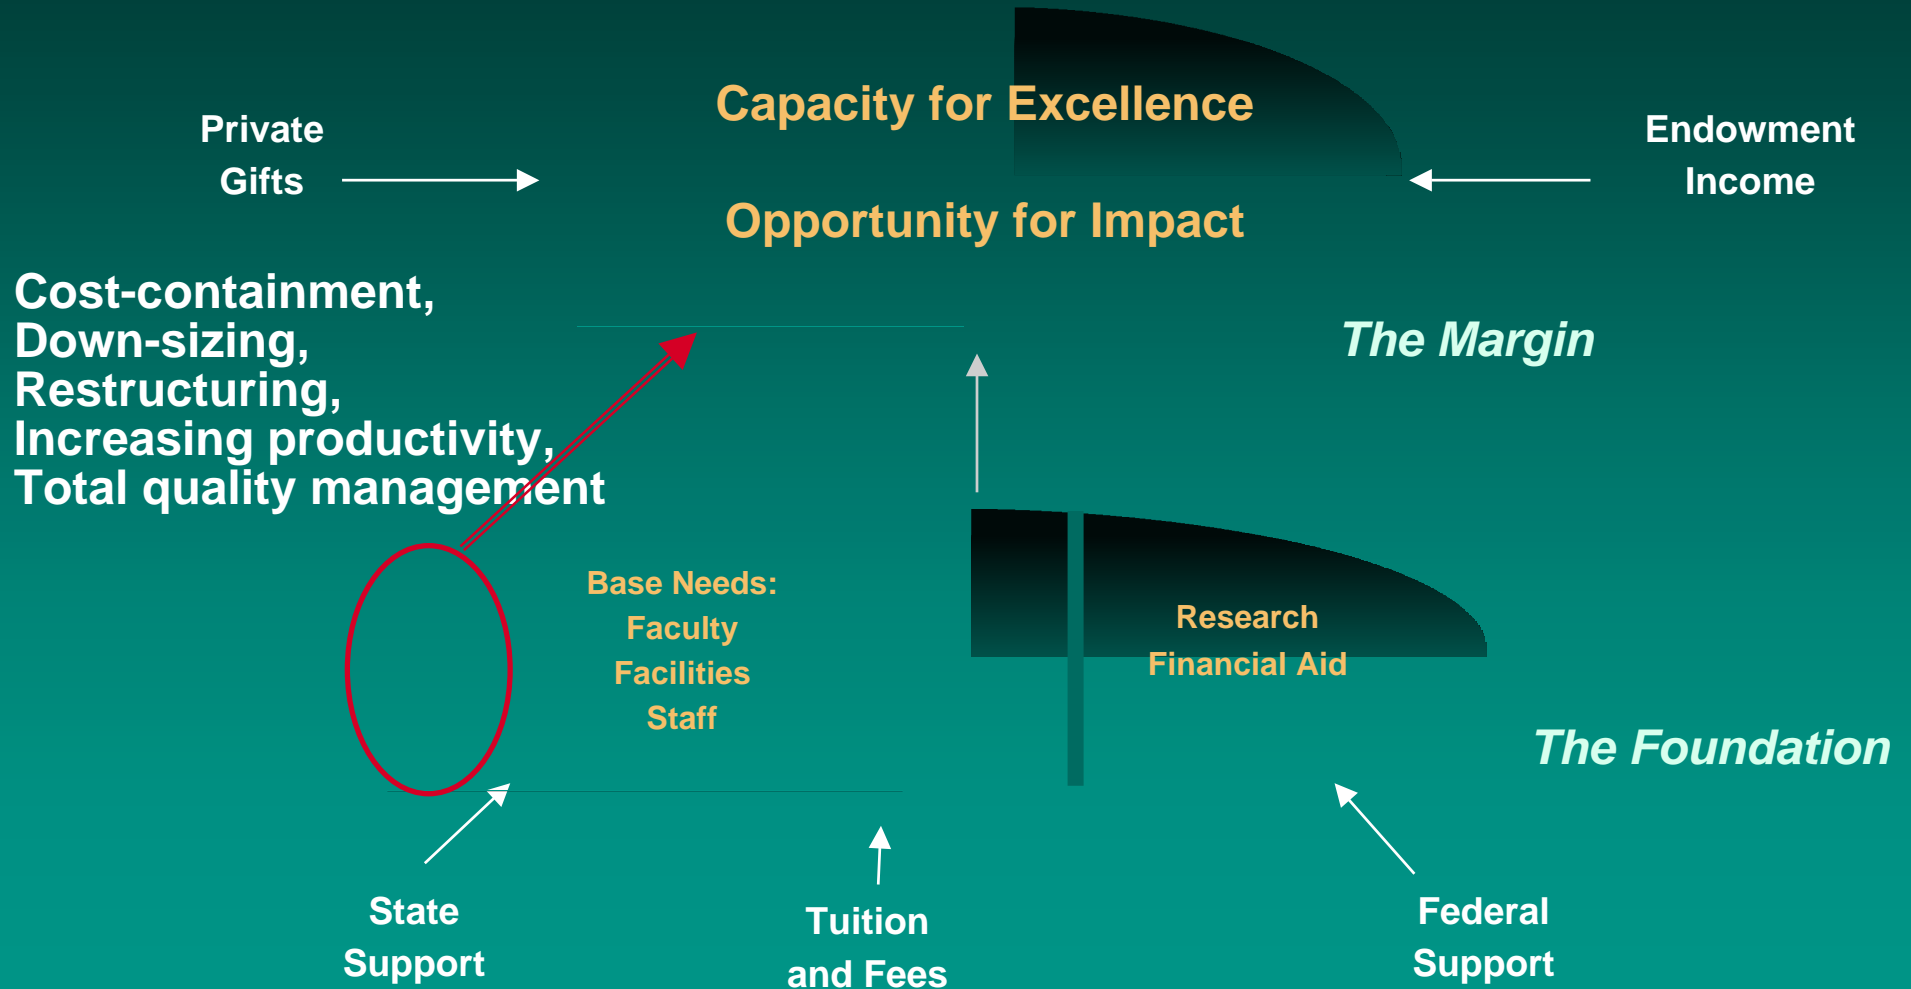 Capacity for Excellence
Private
Gifts
Endowment
Income
Opportunity for Impact
Cost-containment,
Down-sizing,
Restructuring,
Increasing productivity,
Total quality management
The Margin
Base Needs:
Faculty
Facilities
Staff
Research
Financial Aid
The Foundation
State
Support
Tuition
and Fees
Federal
Support